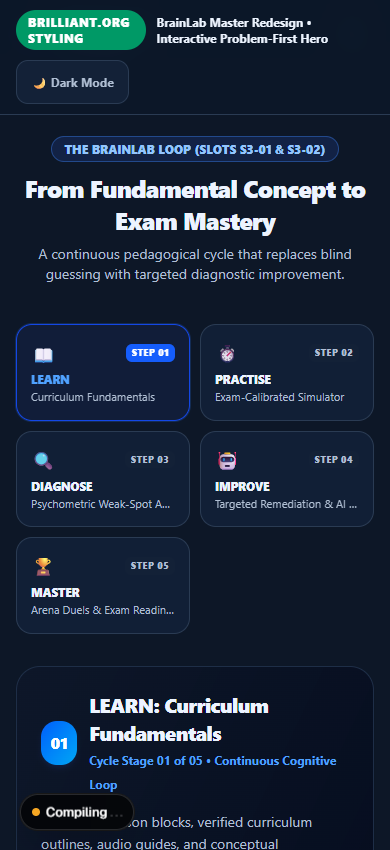 BRILLIANT.ORG
STYLING
BrainLab Master Redesign •
Interactive Problem-First Hero
🌙 Dark Mode
THE BRAINLAB LOOP (SLOTS S3-01 & S3-02)
From Fundamental Concept to
Exam Mastery
A continuous pedagogical cycle that replaces blind
guessing with targeted diagnostic improvement.
STEP 01
LEARN
Curriculum Fundamentals
STEP 02
PRACTISE
Exam-Calibrated Simulator
STEP 03
DIAGNOSE
Psychometric Weak-Spot A...
STEP 04
IMPROVE
Targeted Remediation & AI ...
STEP 05
MASTER
Arena Duels & Exam Readin...
01
LEARN: Curriculum
Fundamentals
Cycle Stage 01 of 05 • Continuous Cognitive
Loop
Compiling...
blocks, verified curriculum
outlines, audio guides, and conceptual